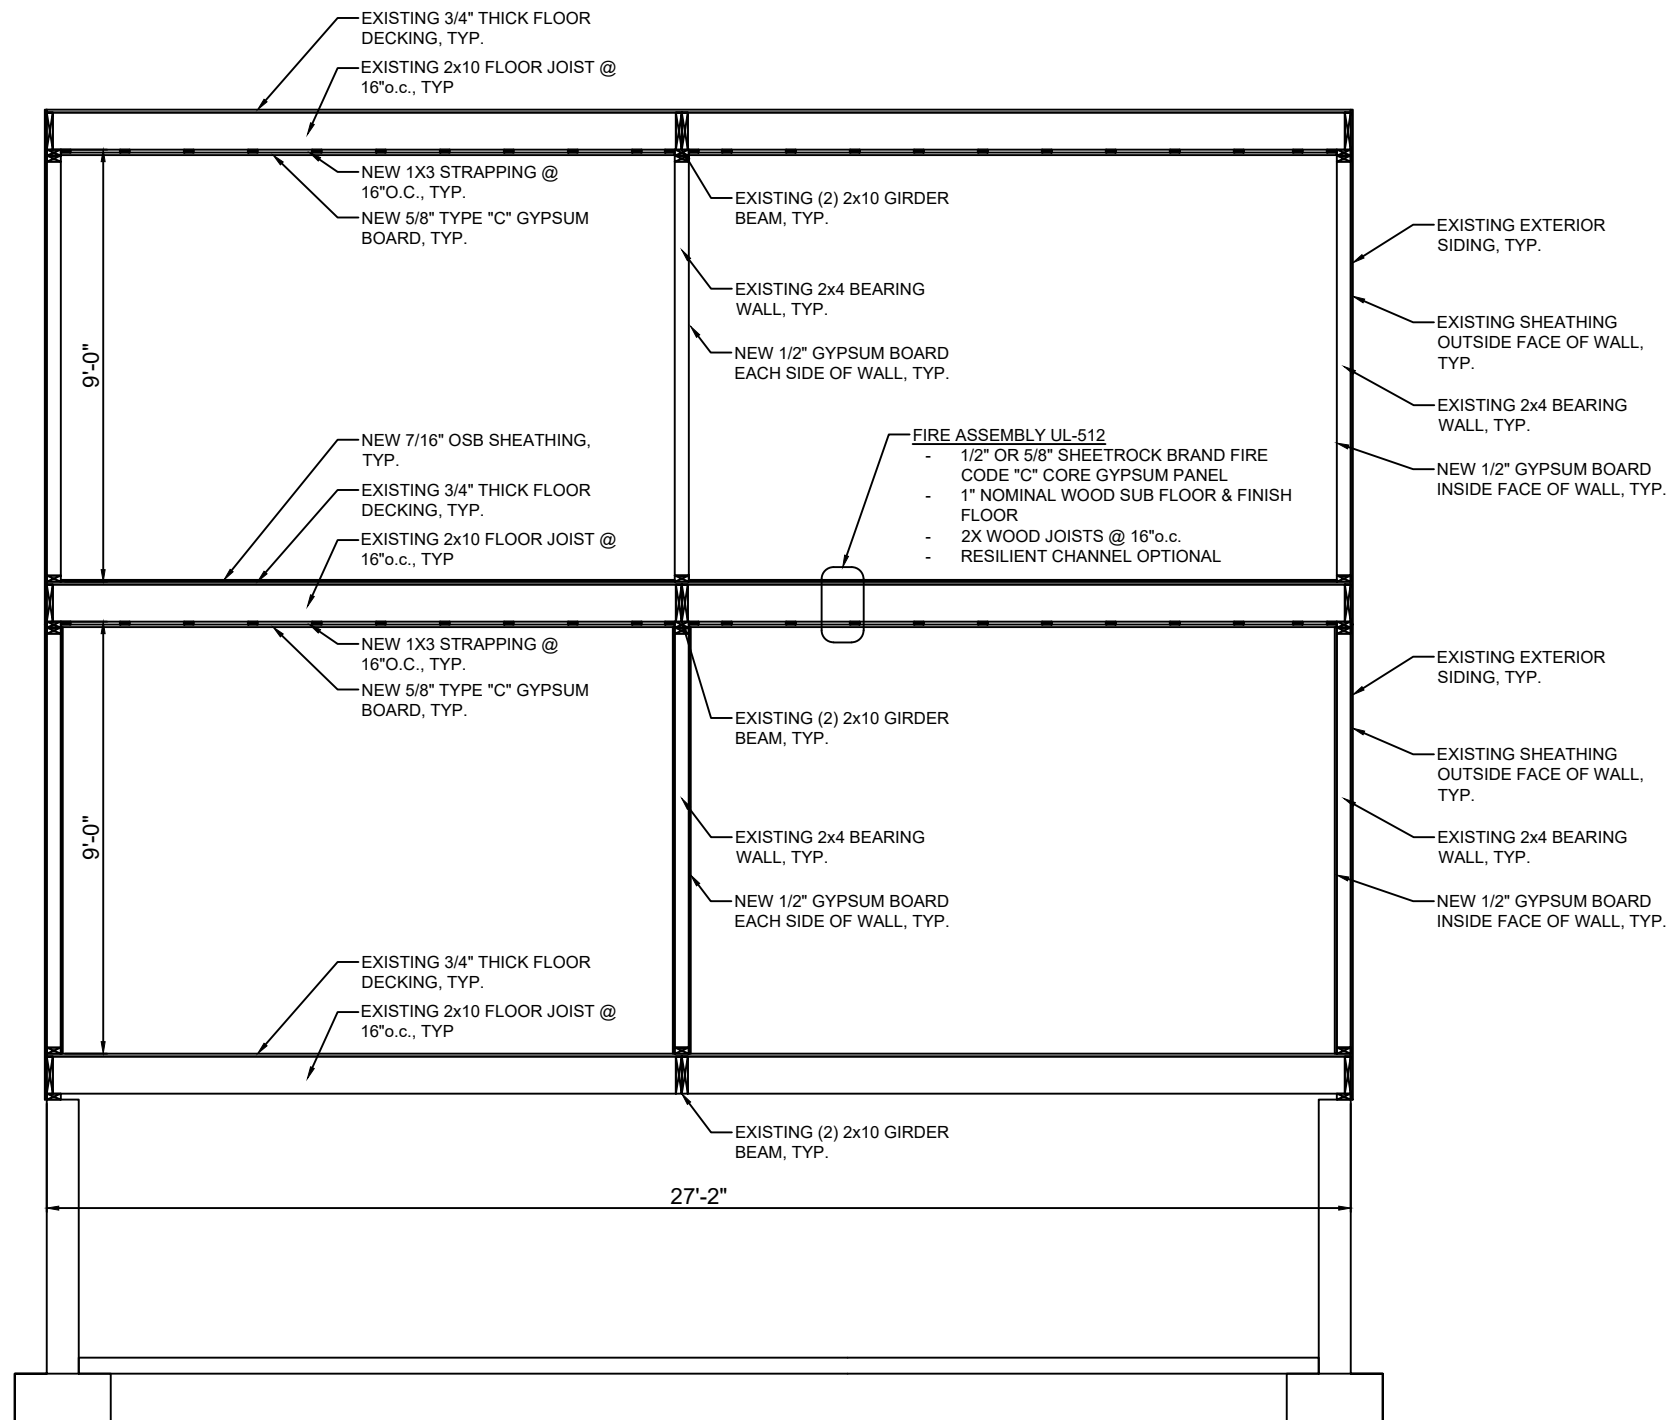 EXISTING 3/4" THICK FLOOR
DECKING, TYP.
EXISTING 2x10 FLOOR JOIST @
16"o.c., TYP
NEW 1X3 STRAPPING @
16"O.C., TYP.
NEW 5/8" TYPE "C" GYPSUM
BOARD, TYP.
EXISTING (2) 2x10 GIRDER
BEAM, TYP.
EXISTING EXTERIOR
SIDING, TYP.
EXISTING 2x4 BEARING
WALL, TYP.
EXISTING SHEATHING
OUTSIDE FACE OF WALL,
TYP.
NEW 1/2" GYPSUM BOARD
EACH SIDE OF WALL, TYP.
9'-0"
EXISTING 2x4 BEARING
WALL, TYP.
NEW 7/16" OSB SHEATHING,
TYP.
EXISTING 3/4" THICK FLOOR
DECKING, TYP.
EXISTING 2x10 FLOOR JOIST @
16"o.c., TYP
FIRE ASSEMBLY UL-512
- 1/2" OR 5/8" SHEETROCK BRAND FIRE
CODE "C" CORE GYPSUM PANEL
- 1" NOMINAL WOOD SUB FLOOR & FINISH
FLOOR
- 2X WOOD JOISTS @ 16"o.c.
- RESILIENT CHANNEL OPTIONAL
NEW 1/2" GYPSUM BOARD
INSIDE FACE OF WALL, TYP.
NEW 1X3 STRAPPING @
16"O.C., TYP.
NEW 5/8" TYPE "C" GYPSUM
BOARD, TYP.
EXISTING (2) 2x10 GIRDER
BEAM, TYP.
EXISTING EXTERIOR
SIDING, TYP.
EXISTING SHEATHING
OUTSIDE FACE OF WALL,
TYP.
9'-0"
EXISTING 2x4 BEARING
WALL, TYP.
EXISTING 2x4 BEARING
WALL, TYP.
NEW 1/2" GYPSUM BOARD
EACH SIDE OF WALL, TYP.
NEW 1/2" GYPSUM BOARD
INSIDE FACE OF WALL, TYP.
EXISTING 3/4" THICK FLOOR
DECKING, TYP.
EXISTING 2x10 FLOOR JOIST @
16"o.c., TYP
EXISTING (2) 2x10 GIRDER
BEAM, TYP.
27'-2"